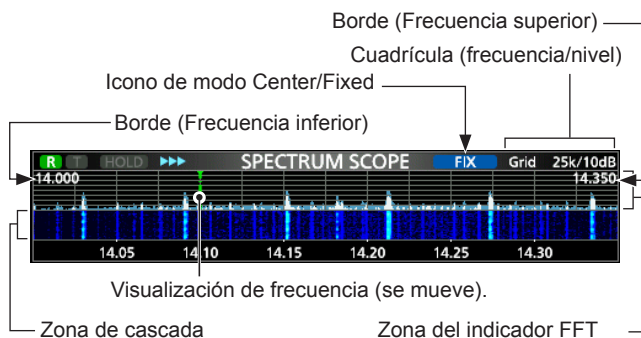 Borde (Frecuencia superior)
Cuadrícula (frecuencia/nivel)
Icono de modo Center/Fixed
Borde (Frecuencia inferior)
R T HOLD SPECTRUM SCOPE FIX Grid 25k/10dB
14.000 14.350
14.05 14.10 14.15 14.20 14.25 14.30
Visualización de frecuencia (se mueve).
Zona de cascada Zona del indicador FFT